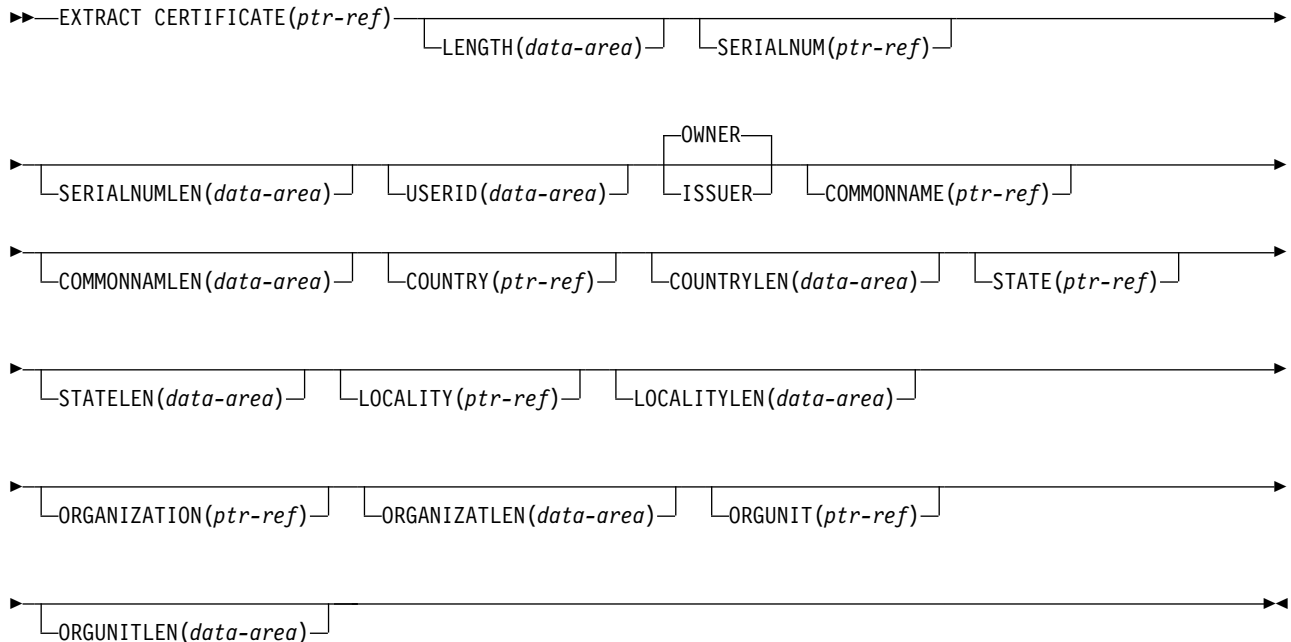 EXTRACT CERTIFICATE(ptr-ref)
LENGTH(data-area) SERIALNUM(ptr-ref)
OWNER
SERIALNUMLEN(data-area) USERID(data-area) ISSUER COMMONNAME(ptr-ref)
COMMONNAMLEN(data-area) COUNTRY(ptr-ref) COUNTRYLEN(data-area) STATE(ptr-ref)
STATELEN(data-area) LOCALITY(ptr-ref) LOCALITYLEN(data-area)
ORGANIZATION(ptr-ref) ORGANIZATLEN(data-area) ORGUNIT(ptr-ref)
ORGUNITLEN(data-area)